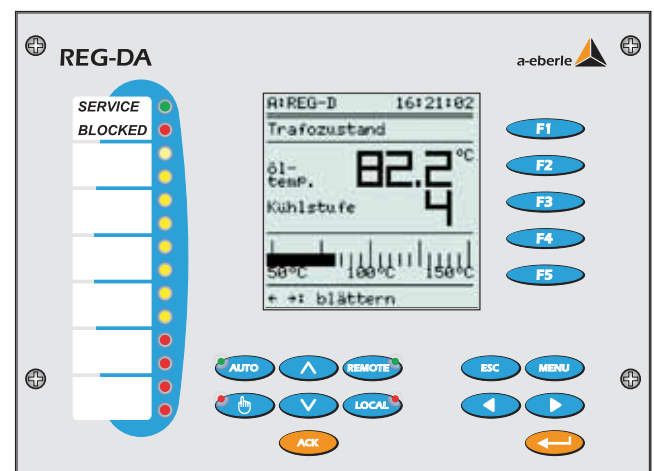 REG-DA
a-eberle
SERVICE
BLOCKED
A:REG-D 16:21:02
Trafozustand
öl-
temp. 82.2 °C
Kühlstufe 4
50°C 100°C 150°C
← →: blättern
F1
F2
F3
F4
F5
AUTO
REMOTE
ESC
MENU
LOCAL
ACK